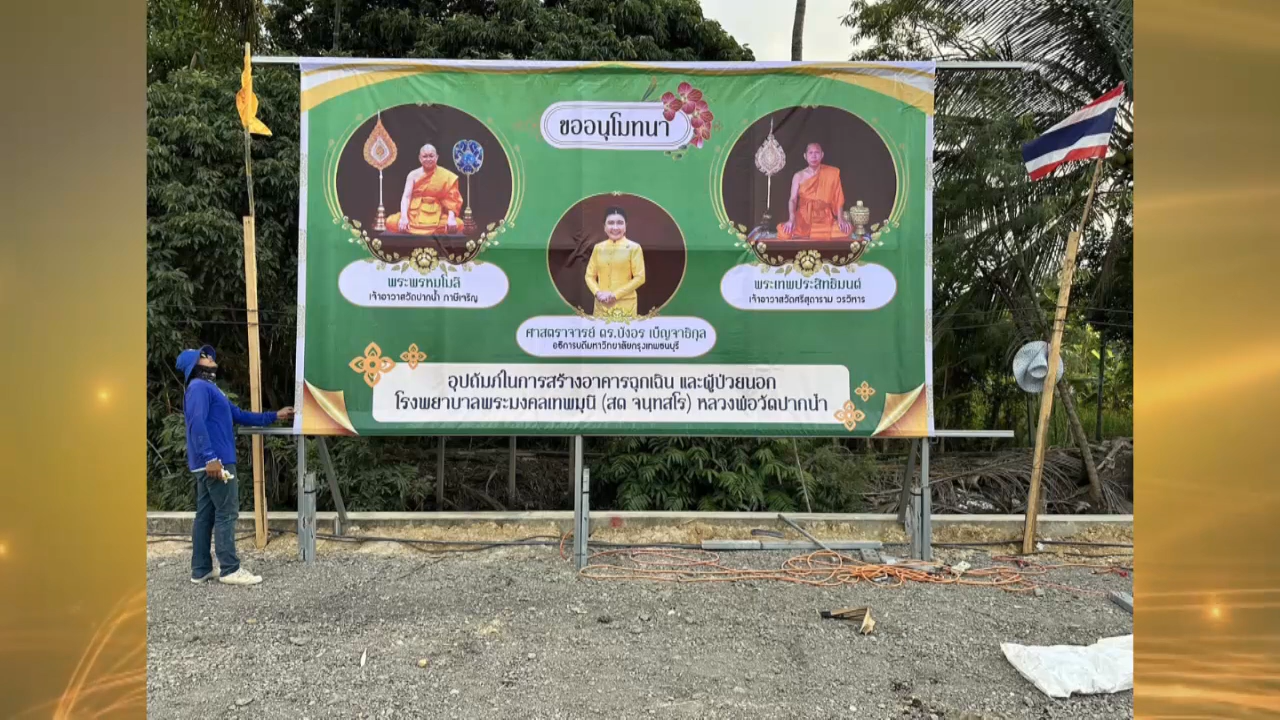 ขออนุโมทนา
พระพรหมโมลี
เจ้าอาวาสวัดปากน้ำ ภาษีเจริญ
พระเทพประสิทธิมนต์
เจ้าอาวาสวัดศรีสุดาราม วรวิหาร
ศาสตราจารย์ ดร.บังอร เบ็ญจาธิกุล
อธิการบดีมหาวิทยาลัยกรุงเทพธนบุรี
อุปถัมภ์ในการสร้างอาคารฉุกเฉิน และผู้ป่วยนอก
โรงพยาบาลพระมงคลเทพมุนี (สด จนฺทสโร) หลวงพ่อวัดปากน้ำ